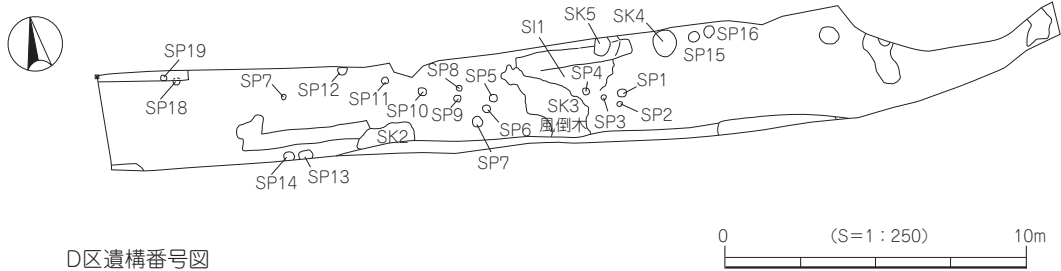 SK5
SK4
SP16
SI1
SP15
SP19
SP12
SP7
SP11
SP8
SP5
SP4
SP1
SP18
SP10
SP9
SK3
SP3
SP2
SP6
風倒木
SK2
SP7
SP14
SP13
D区遺構番号図
0 (S=1：250) 10m